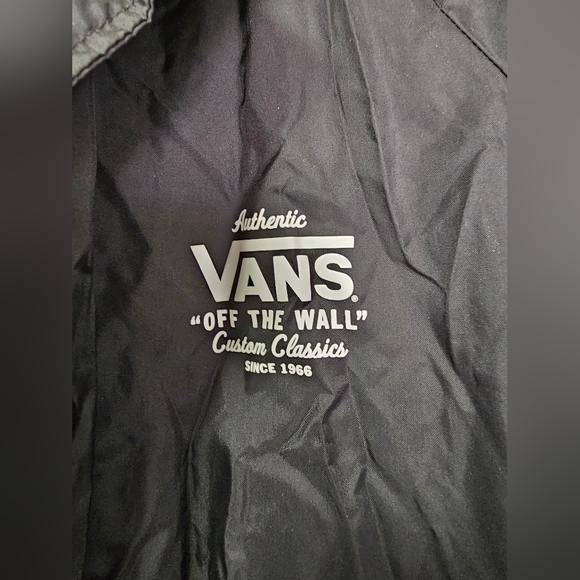 Authentic
VANS®
“OFF THE WALL”
Custom Classics
SINCE 1966